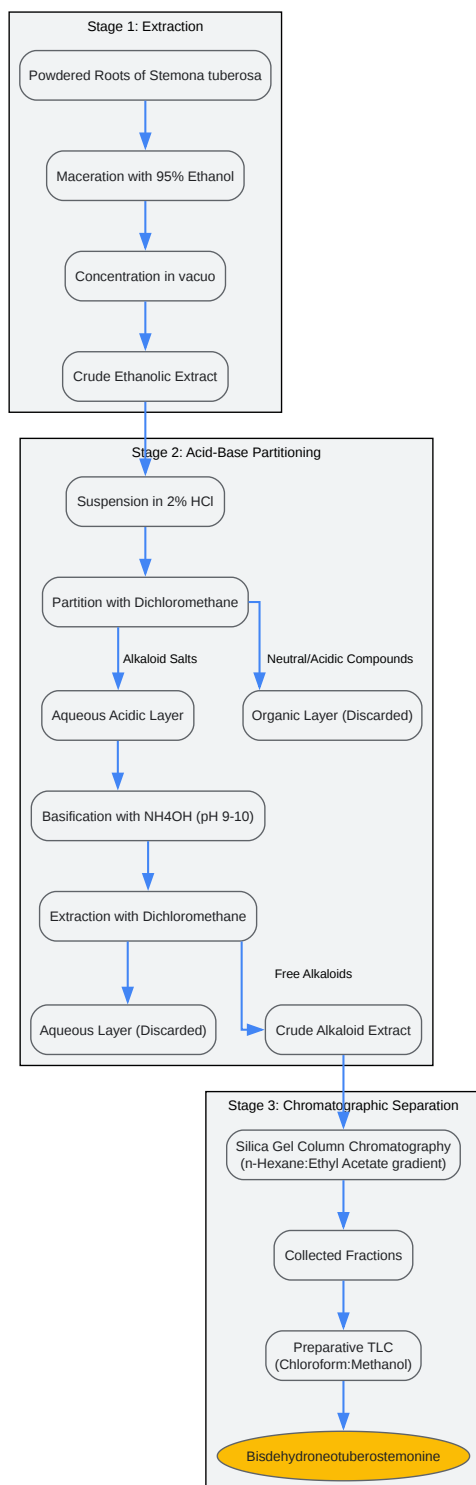 Stage 1: Extraction
Powdered Roots of Stemona tuberosa
Maceration with 95% Ethanol
Concentration in vacuo
Crude Ethanolic Extract
Stage 2: Acid-Base Partitioning
Suspension in 2% HCl
Partition with Dichloromethane
Alkaloid Salts
Neutral/Acidic Compounds
Aqueous Acidic Layer
Organic Layer (Discarded)
Basification with NH4OH (pH 9-10)
Extraction with Dichloromethane
Free Alkaloids
Aqueous Layer (Discarded)
Crude Alkaloid Extract
Stage 3: Chromatographic Separation
Silica Gel Column Chromatography
(n-Hexane:Ethyl Acetate gradient)
Collected Fractions
Preparative TLC
(Chloroform:Methanol)
Bisdehydroneotuberostemonine